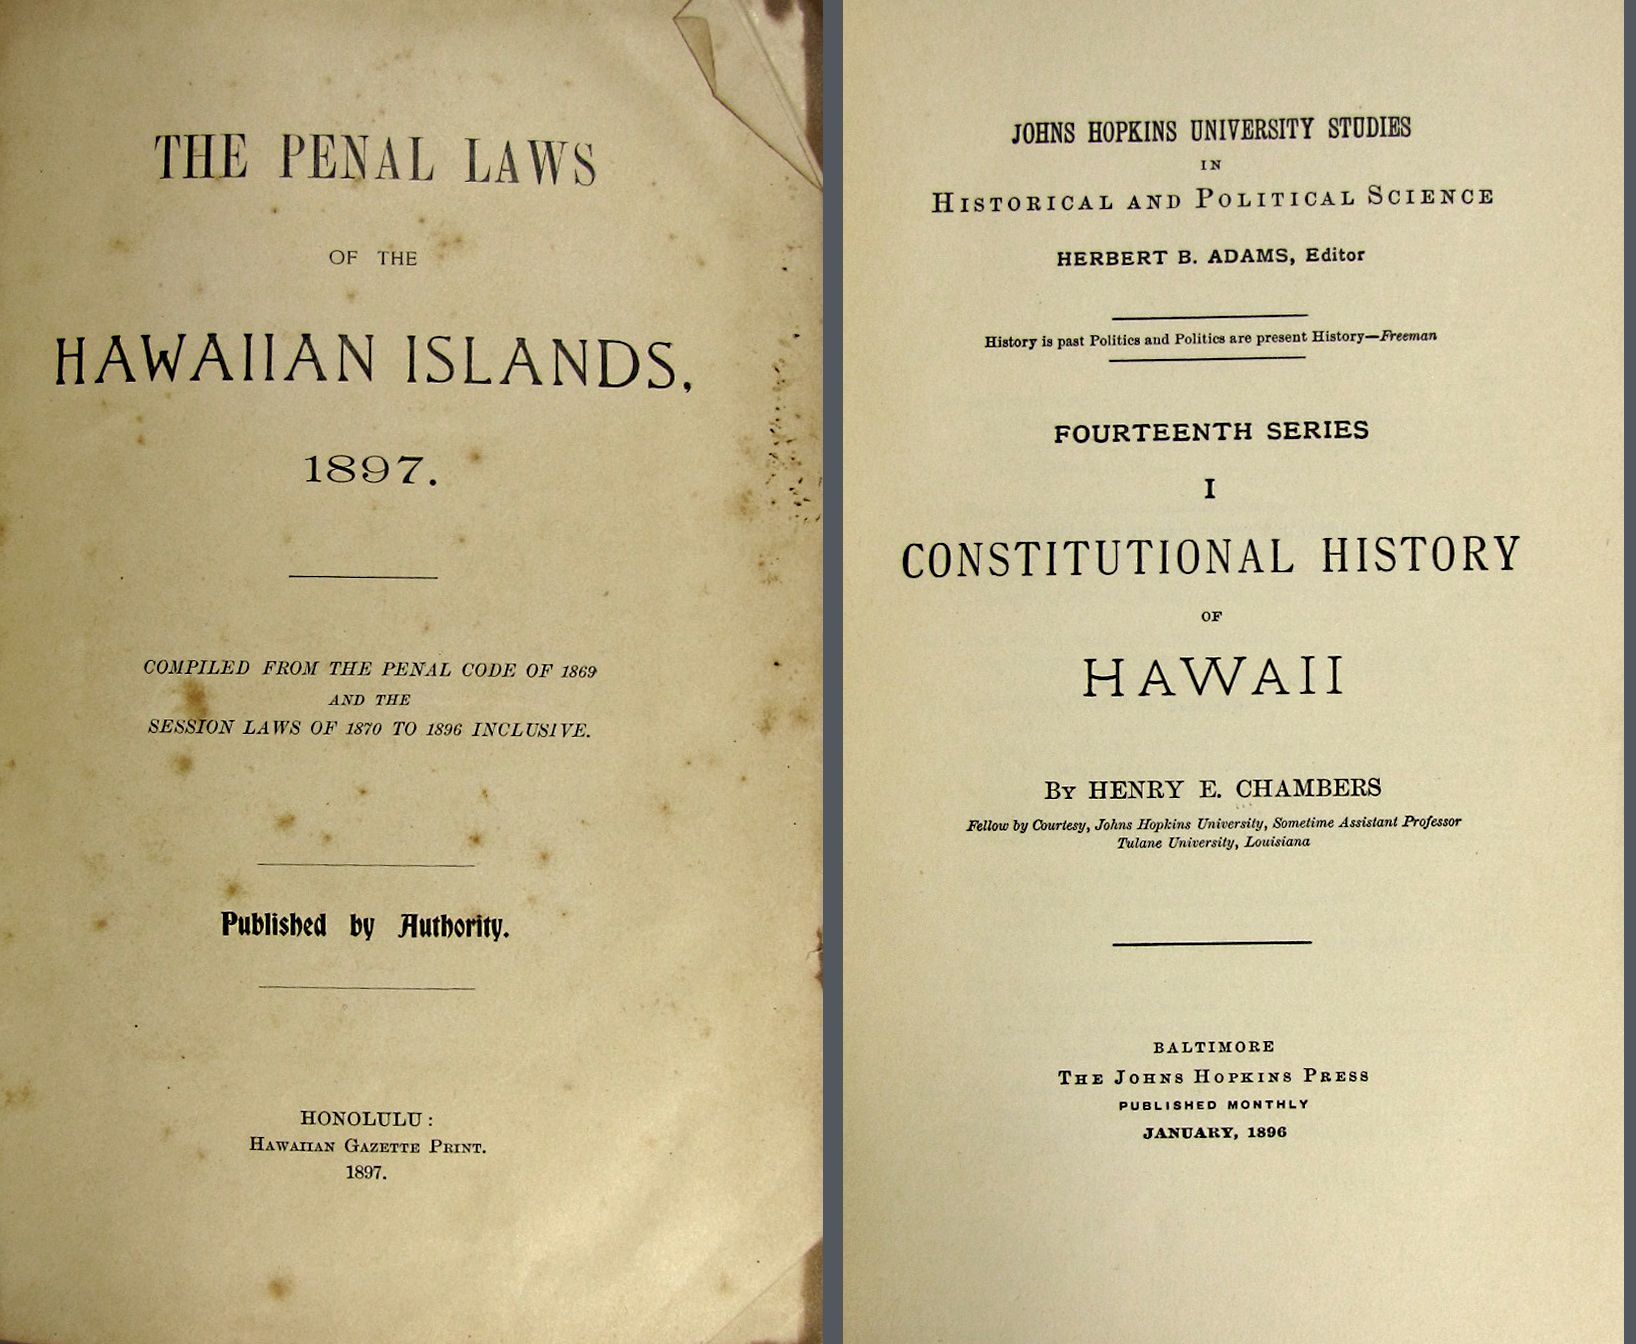 THE PENAL LAWS
OF THE
HAWAIIAN ISLANDS,
1897.
COMPILED FROM THE PENAL CODE OF 1869
AND THE
SESSION LAWS OF 1870 TO 1896 INCLUSIVE.
Published by Authority.
HONOLULU:
HAWAIIAN GAZETTE PRINT.
1897.
JOHNS HOPKINS UNIVERSITY STUDIES
IN
HISTORICAL AND POLITICAL SCIENCE
HERBERT B. ADAMS, Editor
History is past Politics and Politics are present History—Freeman
FOURTEENTH SERIES
I
CONSTITUTIONAL HISTORY
OF
HAWAII
BY HENRY E. CHAMBERS
Fellow by Courtesy, Johns Hopkins University, Sometime Assistant Professor
Tulane University, Louisiana
BALTIMORE
THE JOHNS HOPKINS PRESS
PUBLISHED MONTHLY
JANUARY, 1896